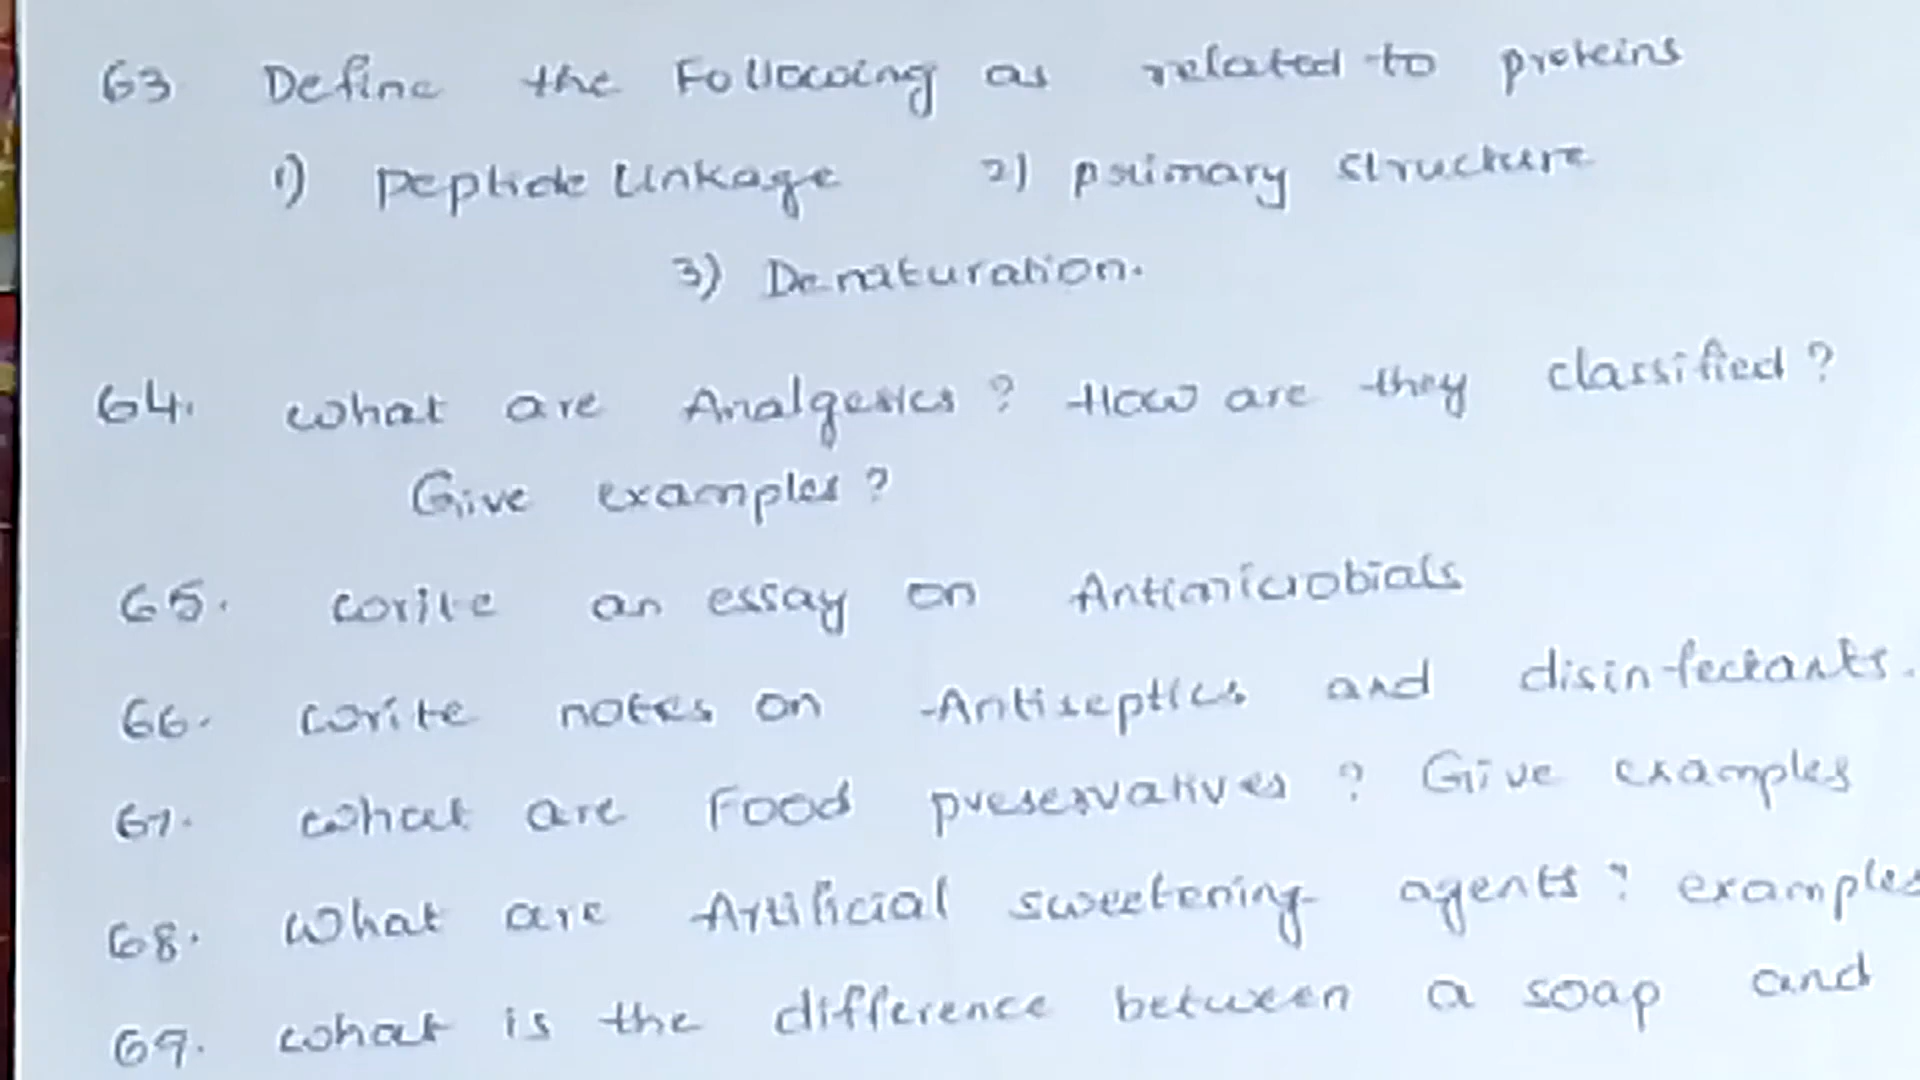 63 Define the Following as related to proteins
1) peptide linkage 2) primary structure
3) Denaturation.
64. what are Analgesics? How are they classified?
Give examples?
65. write an essay on Antimicrobials
66. write notes on Antiseptics and disinfectants.
67. what are Food preservatives? Give examples
68. what are Artificial sweetening agents? examples
69. what is the difference between a soap and